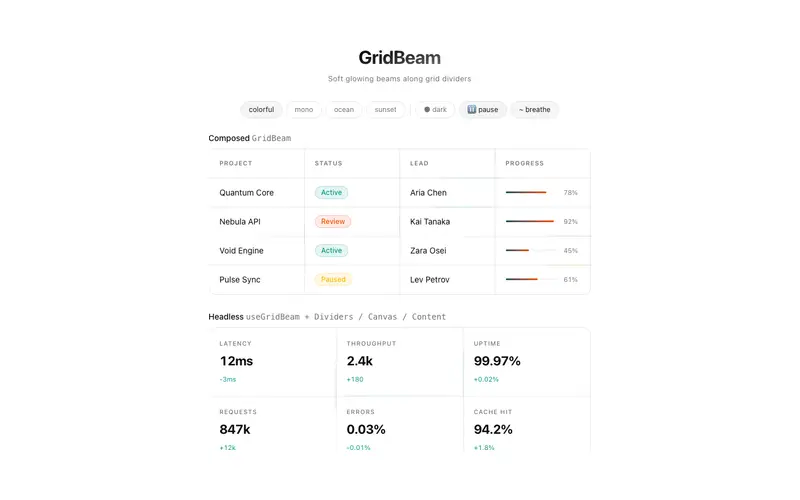 GridBeam
Soft glowing beams along grid dividers
colorful mono ocean sunset dark pause ~ breathe
Composed GridBeam
PROJECT STATUS LEAD PROGRESS
Quantum Core Active Aria Chen 78%
Nebula API Review Kai Tanaka 92%
Void Engine Active Zara Osei 45%
Pulse Sync Paused Lev Petrov 61%
Headless useGridBeam + Dividers / Canvas / Content
LATENCY THROUGHPUT UPTIME
12ms 2.4k 99.97%
-3ms +180 +0.02%
REQUESTS ERRORS CACHE HIT
847k 0.03% 94.2%
+12k -0.01% +1.8%